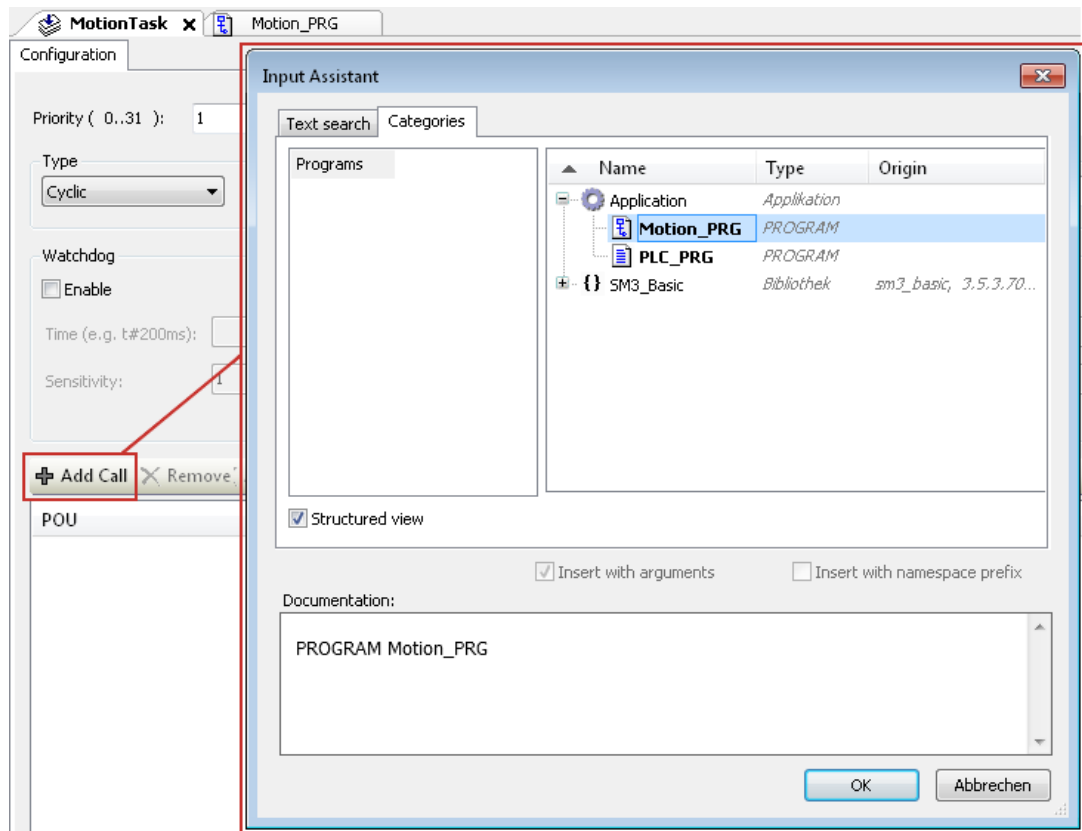 MotionTask
Motion_PRG
Configuration
Input Assistant
Priority ( 0..31 ): 1
Text search
Categories
Type
Cyclic
Programs
Name Type Origin
Application Applikation
Motion_PRG PROGRAM
PLC_PRG PROGRAM
{} SM3_Basic Bibliothek sm3_basic, 3.5.3.70...
Watchdog
Enable
Time (e.g. t#200ms):
Sensitivity: 1
Add Call
Remove
POU
Structured view
Insert with arguments
Insert with namespace prefix
Documentation:
PROGRAM Motion_PRG
OK
Abbrechen